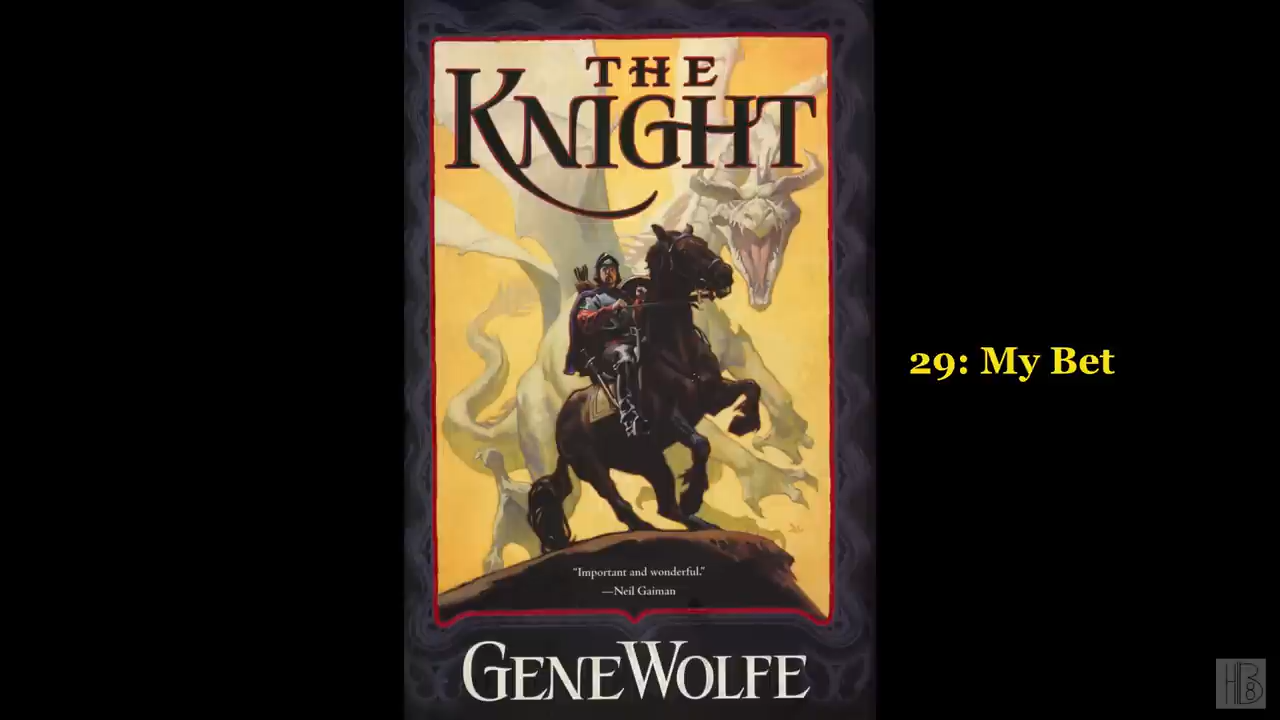 THE
KNIGHT
29: My Bet
“Important and wonderful.”
—Neil Gaiman
GENE WOLFE